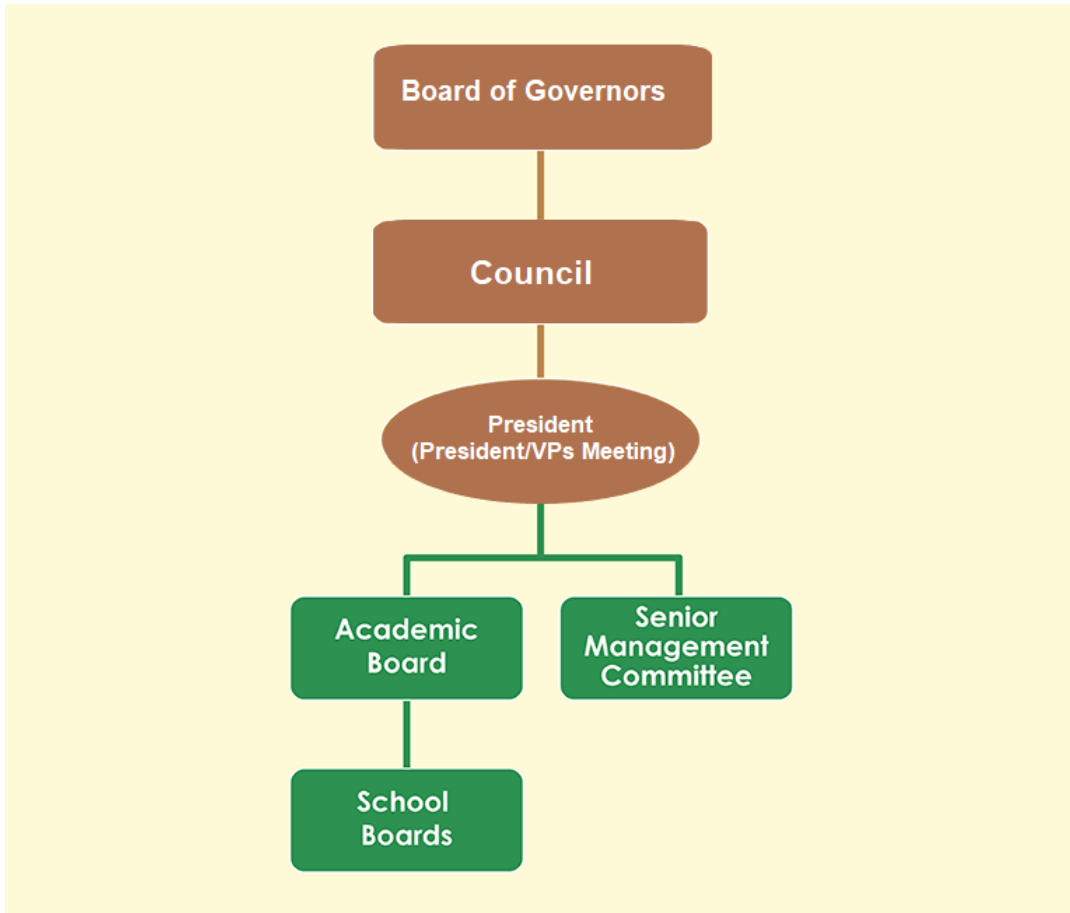 Board of Governors
Council
President
(President/VPs Meeting)
Academic
Board
Senior
Management
Committee
School
Boards